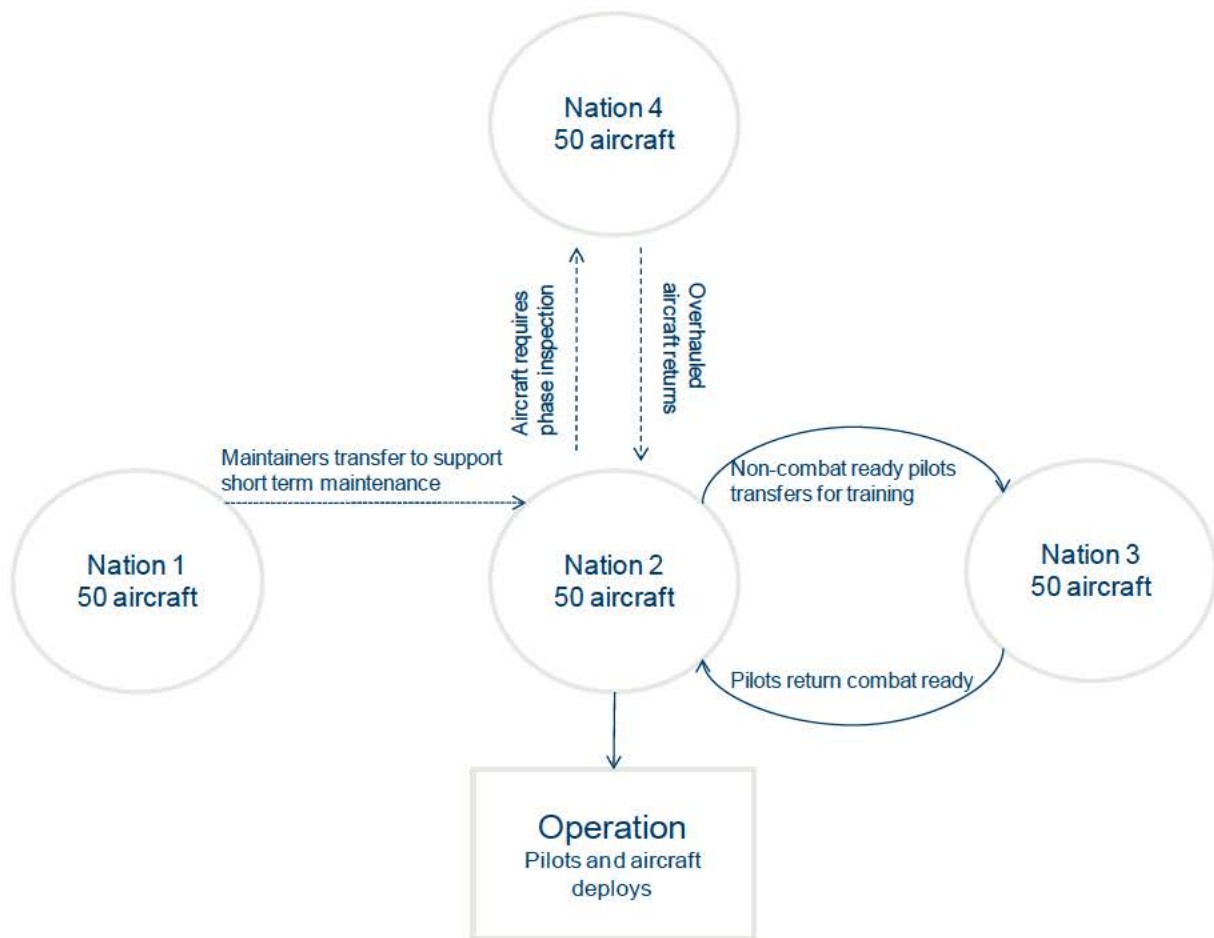 Nation 4
50 aircraft
Aircraft requires
phase inspection
Overhauled
aircraft returns
Maintainers transfer to support
short term maintenance
Non-combat ready pilots
transfers for training
Nation 1
50 aircraft
Nation 2
50 aircraft
Nation 3
50 aircraft
Pilots return combat ready
Operation
Pilots and aircraft
deploys